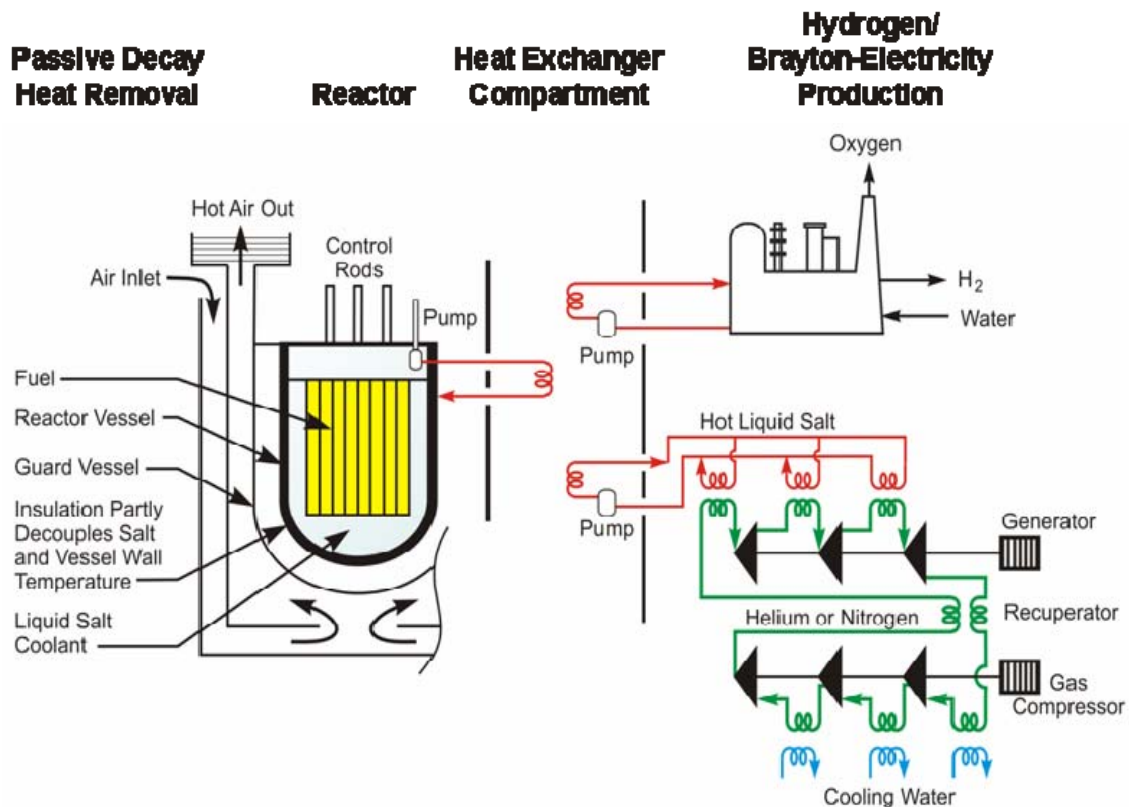 Passive Decay
Heat Removal
Reactor
Heat Exchanger
Compartment
Hydrogen/
Brayton-Electricity
Production
Oxygen
Hot Air Out
Air Inlet
Control
Rods
Pump
H2
Water
Pump
Fuel
Reactor Vessel
Guard Vessel
Insulation Partly
Decouples Salt
and Vessel Wall
Temperature
Liquid Salt
Coolant
Hot Liquid Salt
Pump
Generator
Helium or Nitrogen
Recuperator
Gas
Compressor
Cooling Water